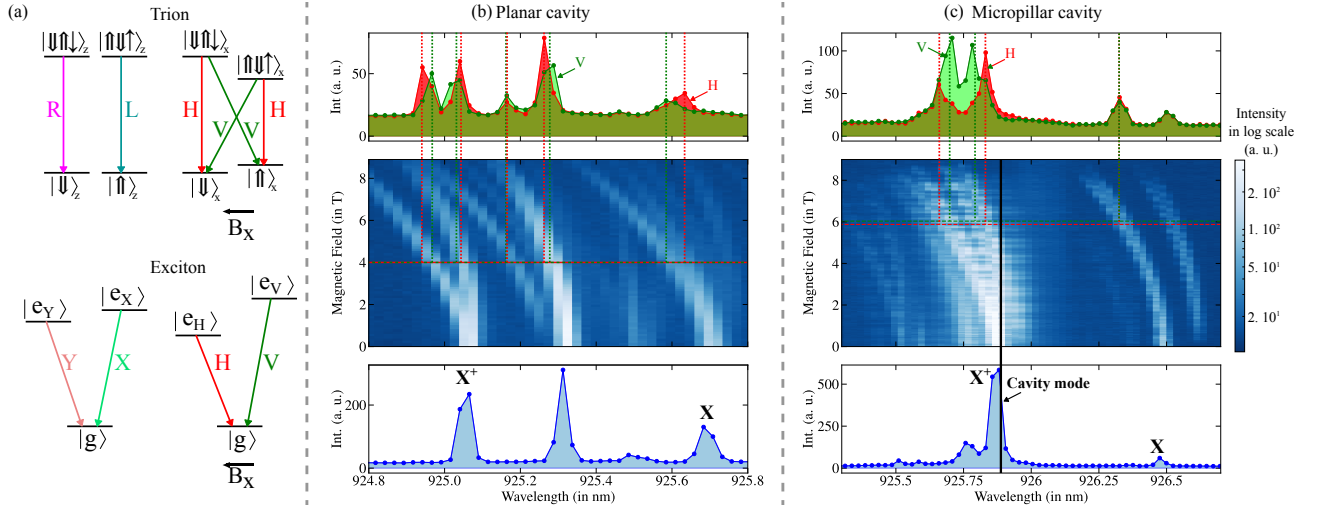 (a)
Trion
|⇓⇑↓⟩z |⇑⇓↑⟩z |⇓⇑↓⟩x
|⇑⇓↑⟩x
R L H V V H
|⇓⟩z |⇑⟩z |⇓⟩x |⇑⟩x
Bx
Exciton
|eY⟩ |eX⟩ |eH⟩ |eV⟩
Y X H V
|g⟩ |g⟩
Bx
(b) Planar cavity
Int (a. u.)
50
0
V
H
Magnetic Field (in T)
8
6
4
2
0
Int. (a. u.)
200
0
X+
X
924.8 925.0 925.2 925.4 925.6 925.8
Wavelength (in nm)
(c) Micropillar cavity
Int (a. u.)
100
50
0
V
H
Magnetic Field (in T)
8
6
4
2
0
Int. (a. u.)
500
250
0
X+
Cavity mode
X
925.5 925.75 926 926.25 926.5
Wavelength (in nm)
Intensity
in log scale
(a. u.)
2. 10²
1. 10²
5. 10¹
2. 10¹